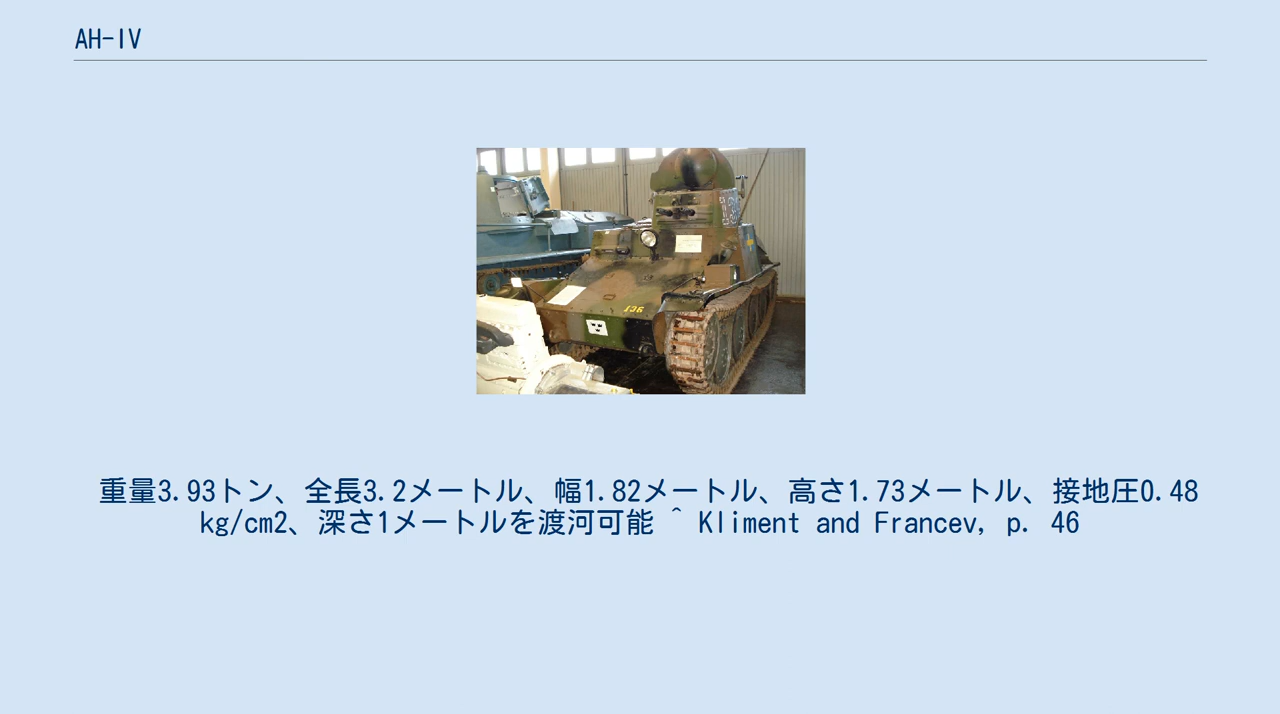 AH-IV
136
重量3.93トン、全長3.2メートル、幅1.82メートル、高さ1.73メートル、接地圧0.48
kg/cm2、深さ1メートルを渡河可能 ^ Kliment and Francev, p. 46